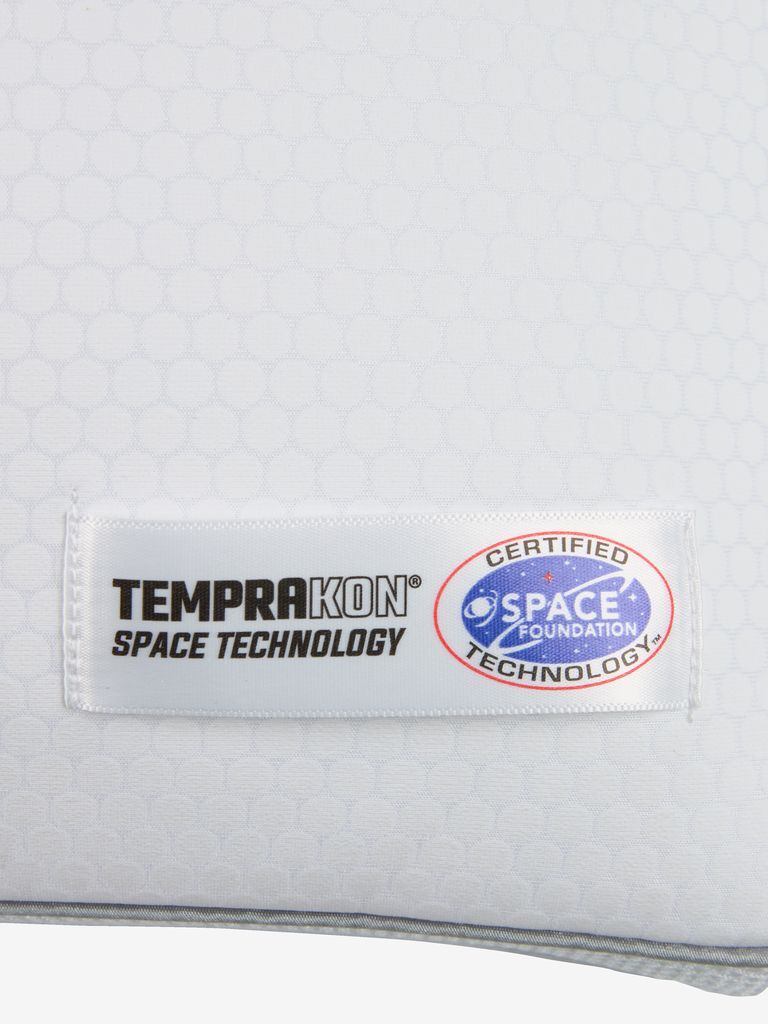 TEMPRAKON®
SPACE TECHNOLOGY
CERTIFIED
SPACE
FOUNDATION
TECHNOLOGY™